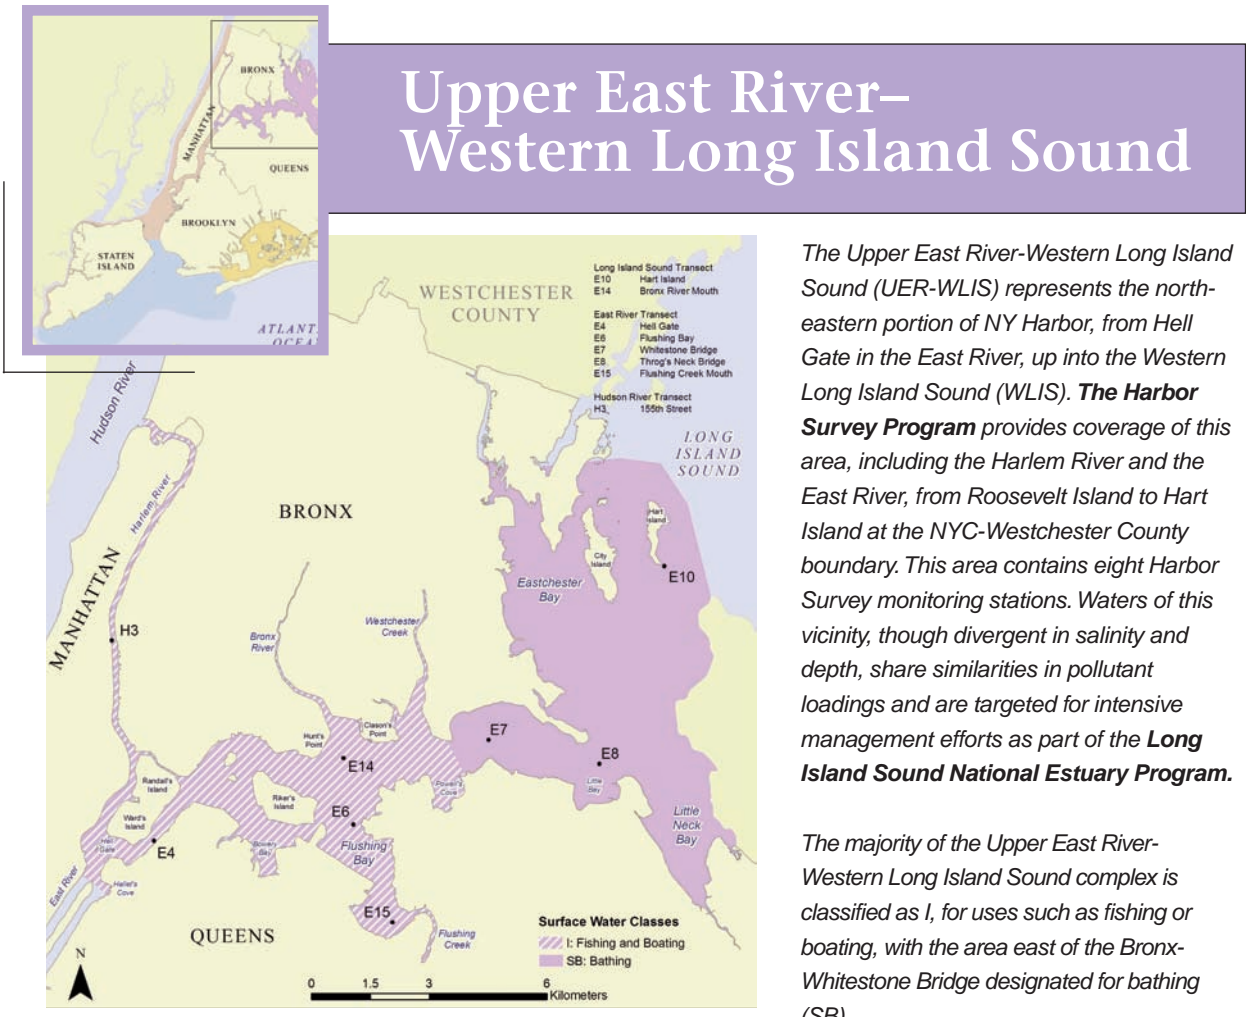 Upper East River–
Western Long Island Sound
BRONX
MANHATTAN
QUEENS
BROOKLYN
STATEN
ISLAND
ATLANT
OCEA
The Upper East River-Western Long Island
Sound (UER-WLIS) represents the north-
eastern portion of NY Harbor, from Hell
Gate in the East River, up into the Western
Long Island Sound (WLIS). The Harbor
Survey Program provides coverage of this
area, including the Harlem River and the
East River, from Roosevelt Island to Hart
Island at the NYC-Westchester County
boundary. This area contains eight Harbor
Survey monitoring stations. Waters of this
vicinity, though divergent in salinity and
depth, share similarities in pollutant
loadings and are targeted for intensive
management efforts as part of the Long
Island Sound National Estuary Program.
The majority of the Upper East River-
Western Long Island Sound complex is
classified as I, for uses such as fishing or
boating, with the area east of the Bronx-
Whitestone Bridge designated for bathing
(SB)
WESTCHESTER
COUNTY
Long Island Sound Transect
E10 Hart Island
E14 Bronx River Mouth
East River Transect
E4 Hell Gate
E6 Flushing Bay
E7 Whitestone Bridge
E8 Throg's Neck Bridge
E15 Flushing Creek Mouth
Hudson River Transect
H3 155th Street
LONG
ISLAND
SOUND
Hudson River
Harlem River
BRONX
MANHATTAN
H3
Hart
Island
City
Island
E10
Eastchester
Bay
Westchester
Creek
Bronx
River
Hunt's
Point
Clason's
Point
E7
E8
E14
Little
Bay
Powell's
Cove
Randall's
Island
Riker's
Island
Ward's
Island
E6
Little
Neck
Bay
Hell
Gate
E4
Bowery
Bay
Flushing
Bay
East River
Hallet's
Cove
E15
Flushing
Creek
QUEENS
Surface Water Classes
I: Fishing and Boating
SB: Bathing
N
0 1.5 3 6
Kilometers